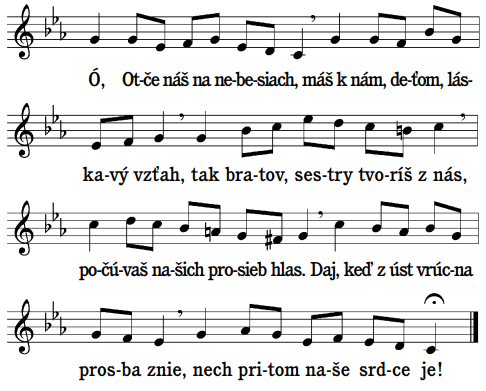 Ó, Ot-če náš na ne-be-siach, máš k nám, de-ťom, lás-
ka-vý vzťah, tak bra-tov, ses-try tvo-ríš z nás,
po-čú-vaš na-šich pro-sieb hlas. Daj, keď z úst vrúc-na
pros-ba znie, nech pri-tom na-še srd-ce je!